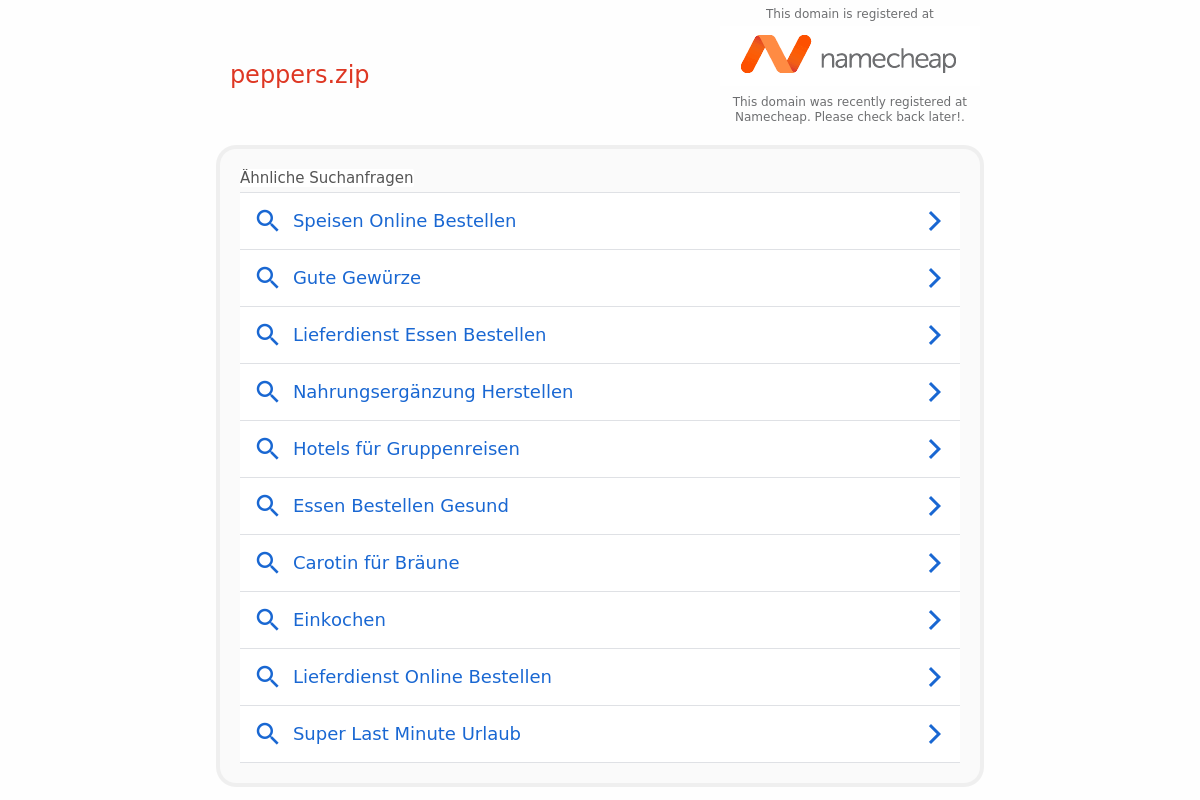 This domain is registered at
namecheap
peppers.zip
This domain was recently registered at
Namecheap. Please check back later!.
Ähnliche Suchanfragen
Speisen Online Bestellen
Gute Gewürze
Lieferdienst Essen Bestellen
Nahrungsergänzung Herstellen
Hotels für Gruppenreisen
Essen Bestellen Gesund
Carotin für Bräune
Einkochen
Lieferdienst Online Bestellen
Super Last Minute Urlaub